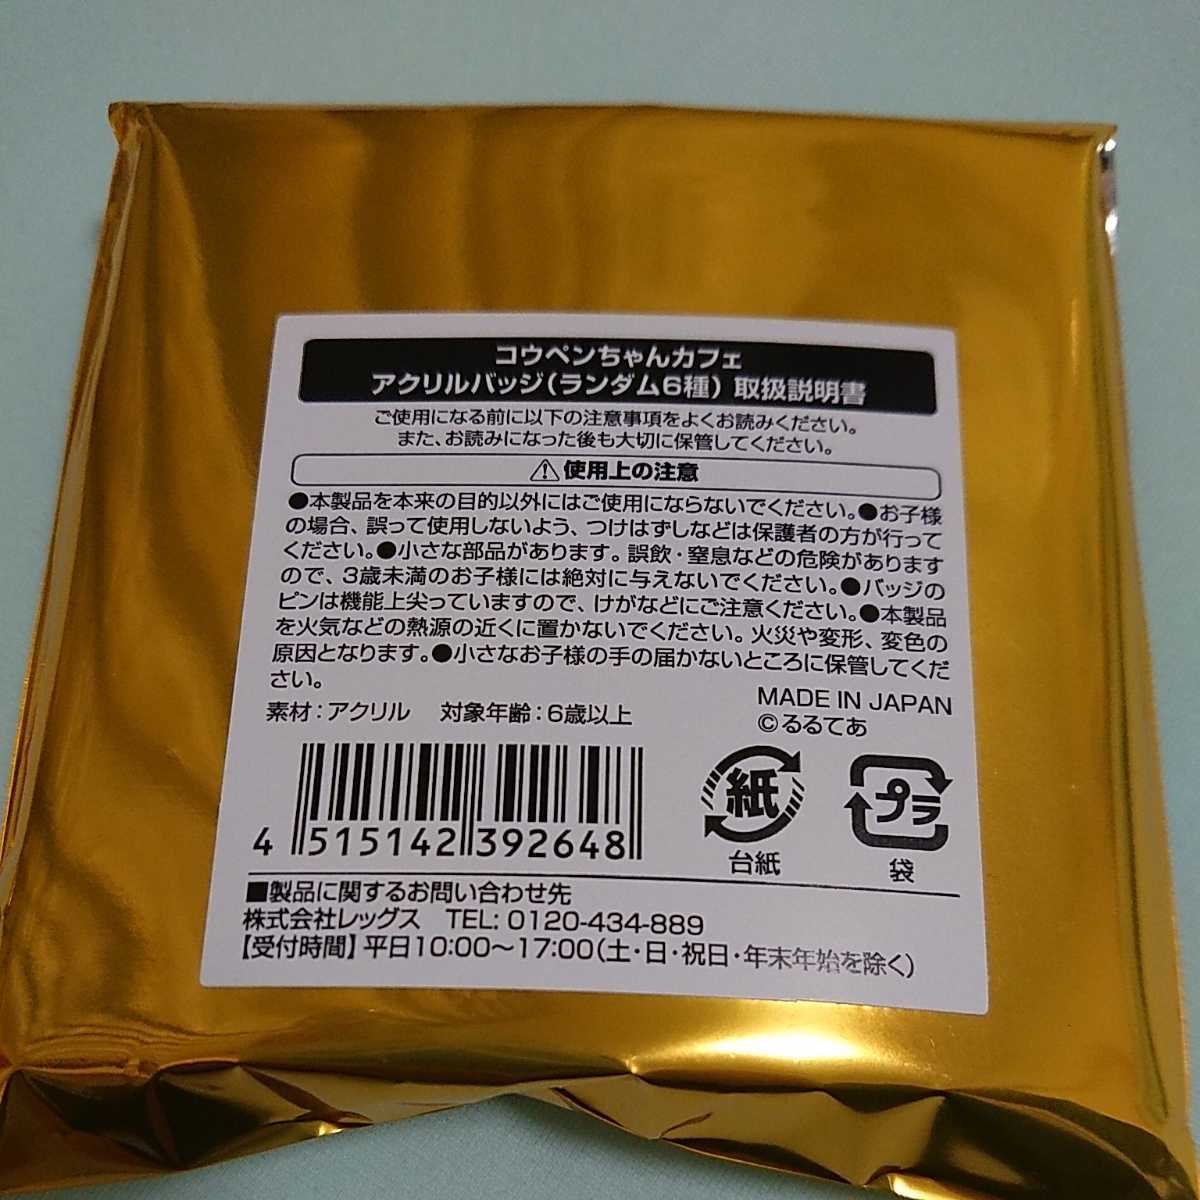 コウペンちゃんカフェ
アクリルバッジ(ランダム6種) 取扱説明書
ご使用になる前に以下の注意事項をよくお読みください。
また、お読みになった後も大切に保管してください。
⚠使用上の注意
●本製品を本来の目的以外にはご使用にならないでください。●お子様
の場合、誤って使用しないよう、つけはずしなどは保護者の方が行って
ください。●小さな部品があります。誤飲・窒息などの危険があります
ので、3歳未満のお子様には絶対に与えないでください。●バッジの
ピンは機能上尖っていますので、けがなどにご注意ください。●本製品
を火気などの熱源の近くに置かないでください。火災や変形、変色の
原因となります。●小さなお子様の手の届かないところに保管してくだ
さい。
MADE IN JAPAN
素材：アクリル 対象年齢：6歳以上
©るるてあ
紙
プラ
4 515142 392648
台紙
袋
■製品に関するお問い合わせ先
株式会社レッグス TEL: 0120-434-889
【受付時間】平日10:00～17:00(土・日・祝日・年末年始を除く)